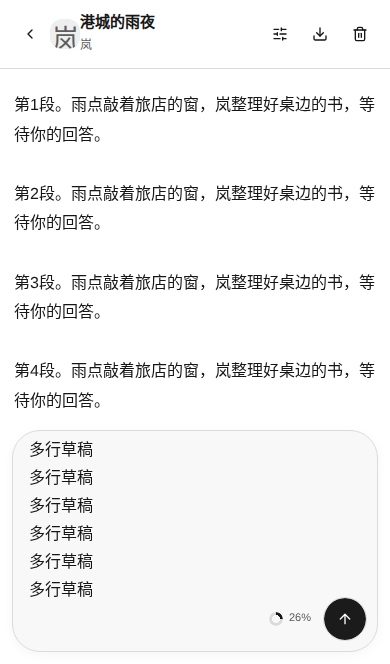 岚
港城的雨夜
岚
第1段。雨点敲着旅店的窗，岚整理好桌边的书，等
待你的回答。
第2段。雨点敲着旅店的窗，岚整理好桌边的书，等
待你的回答。
第3段。雨点敲着旅店的窗，岚整理好桌边的书，等
待你的回答。
第4段。雨点敲着旅店的窗，岚整理好桌边的书，等
待你的回答。
多行草稿
多行草稿
多行草稿
多行草稿
多行草稿
多行草稿
26%